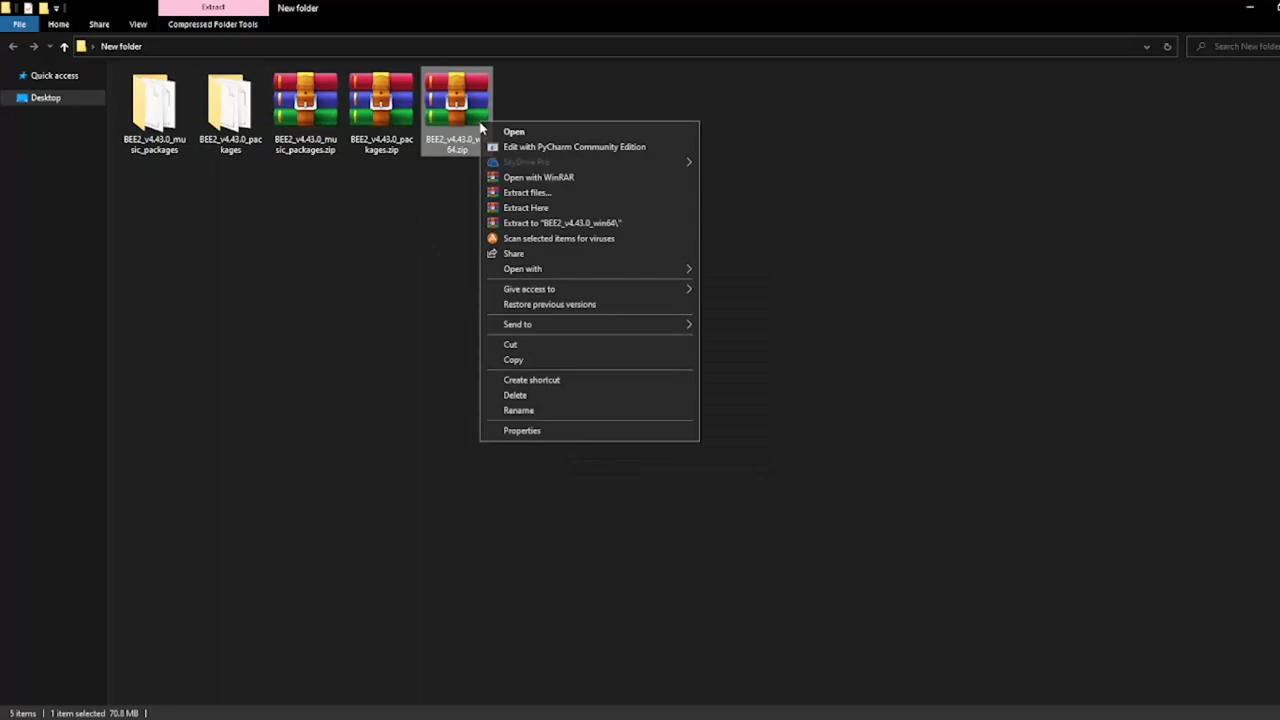 Extract
New folder
File
Home
Share
View
Compressed Folder Tools
New folder
Search New folde
Quick access
Desktop
BEE2_v4.43.0_mu
sic_packages
BEE2_v4.43.0_pac
kages
BEE2_v4.43.0_mu
sic_packages.zip
BEE2_v4.43.0_pac
kages.zip
BEE2_v4.43.0_w
64.zip
Open
Edit with PyCharm Community Edition
SkyDrive Pro
Open with WinRAR
Extract files...
Extract Here
Extract to "BEE2_v4.43.0_win64\"
Scan selected items for viruses
Share
Open with
Give access to
Restore previous versions
Send to
Cut
Copy
Create shortcut
Delete
Rename
Properties
5 items
1 item selected 70.8 MB